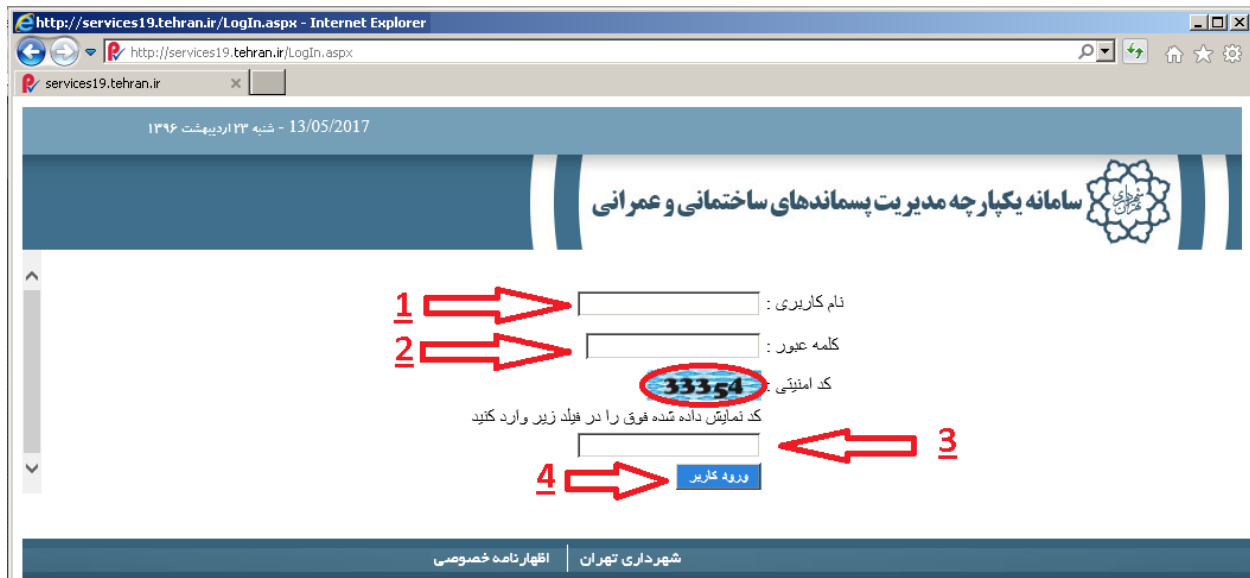 http://services19.tehran.ir/LogIn.aspx - Internet Explorer
http://services19.tehran.ir/LogIn.aspx
services19.tehran.ir
13/05/2017 - شنبه ۲۳ اردیبهشت ۱۳۹۶
سامانه یکپارچه مدیریت پسماندهای ساختمانی و عمرانی
شهرداری تهران
نام کاربری :
1
کلمه عبور :
2
کد امنیتی :
33354
کد نمایش داده شده فوق را در فیلد زیر وارد کنید
3
ورود کاربر
4
شهرداری تهران | اظهارنامه خصوصی